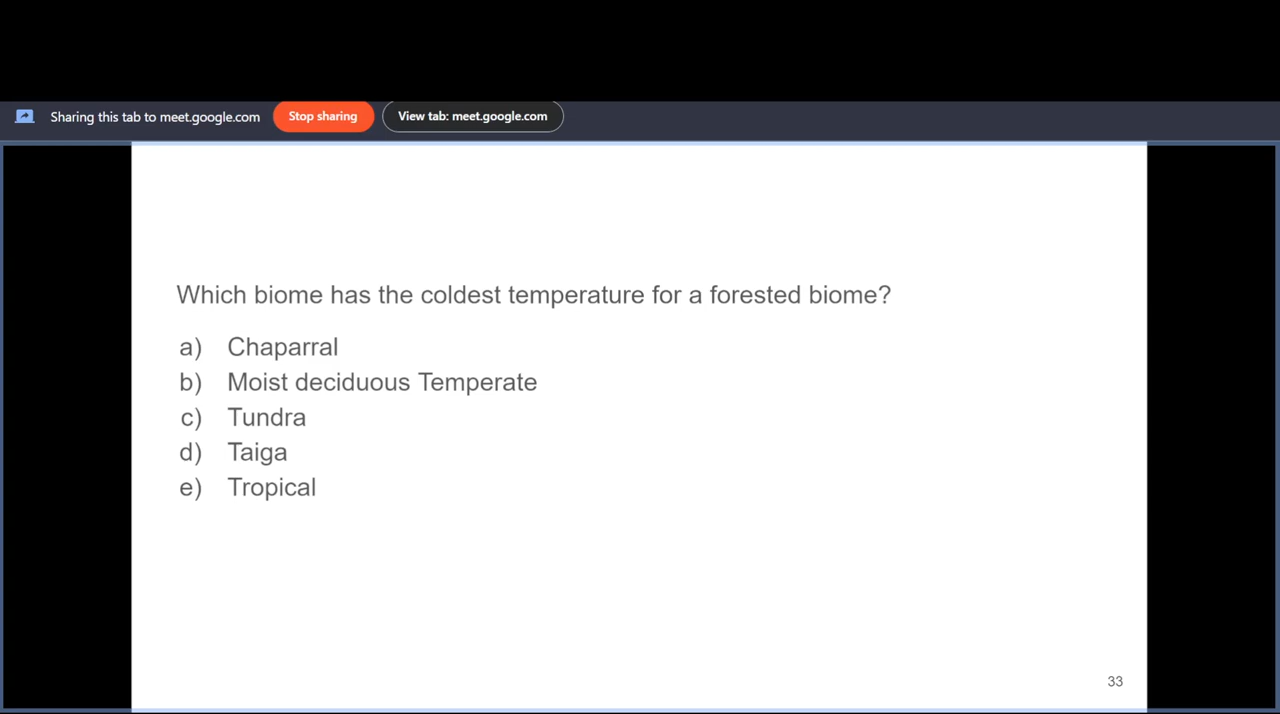 Sharing this tab to meet.google.com Stop sharing View tab: meet.google.com
Which biome has the coldest temperature for a forested biome?
a) Chaparral
b) Moist deciduous Temperate
c) Tundra
d) Taiga
e) Tropical
33